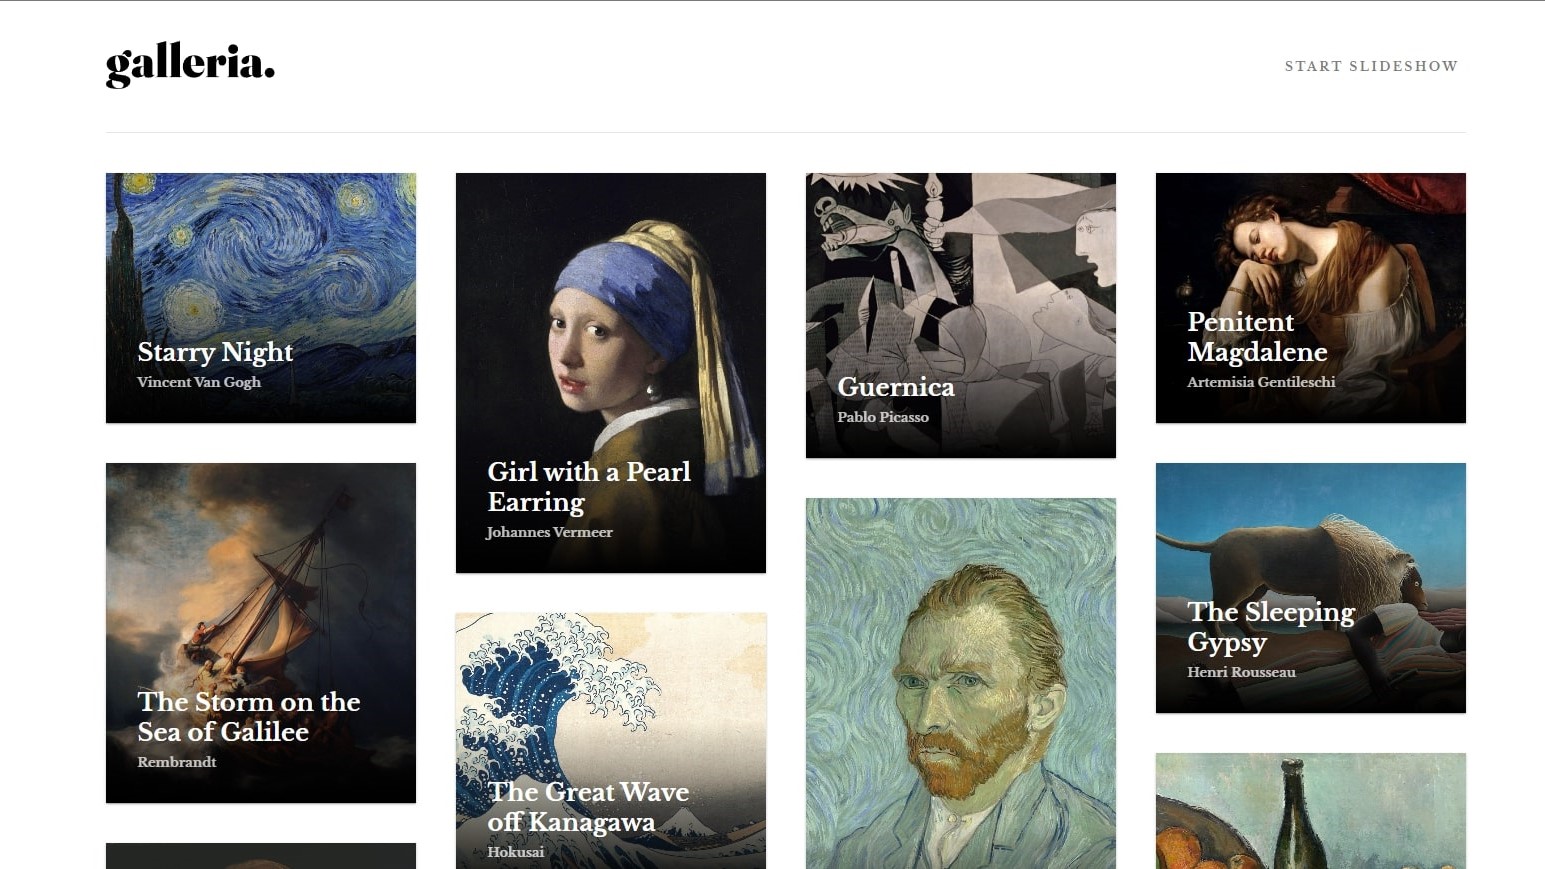 galleria.
START SLIDESHOW
Starry Night
Vincent Van Gogh
Girl with a Pearl
Earring
Johannes Vermeer
Guernica
Pablo Picasso
Penitent
Magdalene
Artemisia Gentileschi
The Storm on the
Sea of Galilee
Rembrandt
The Great Wave
off Kanagawa
Hokusai
The Sleeping
Gypsy
Henri Rousseau